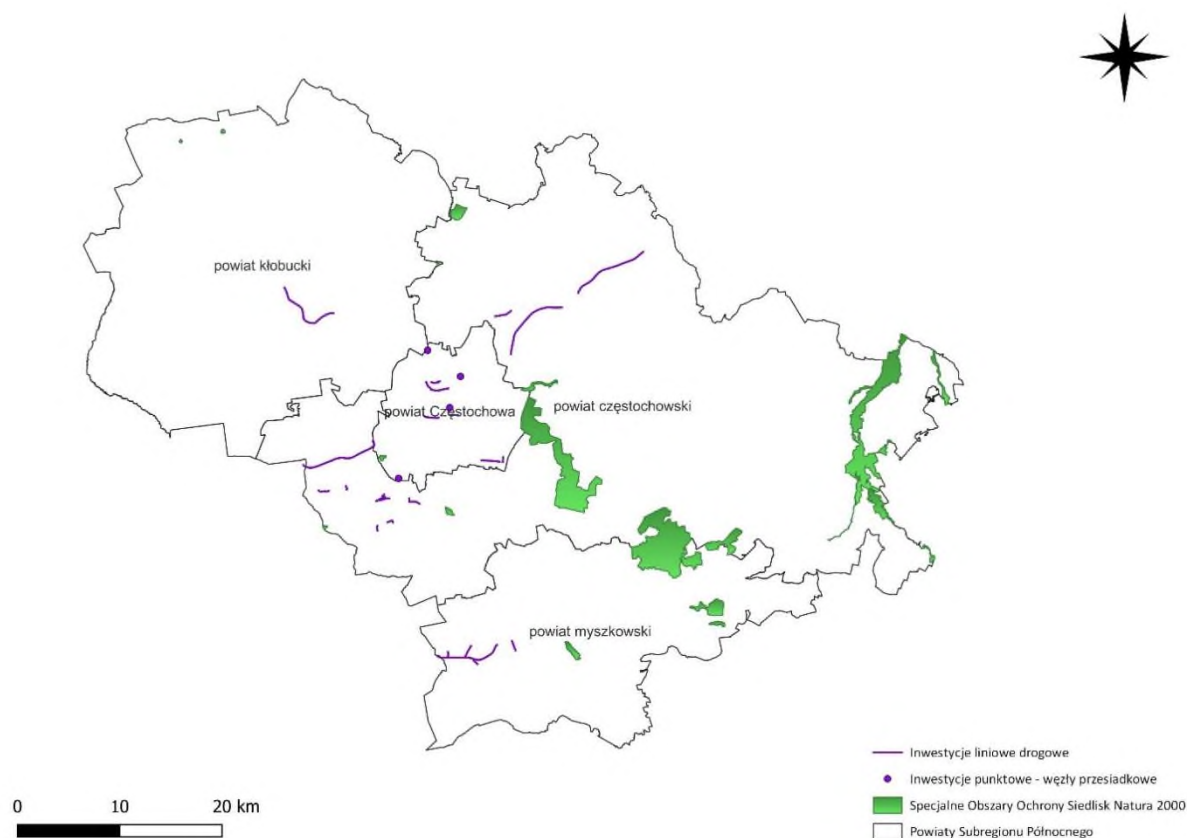 powiat kłobucki
powiat Częstochowa
powiat częstochowski
powiat myszkowski
Inwestycje liniowe drogowe
Inwestycje punktowe - węzły przesiadkowe
Specjalne Obszary Ochrony Siedlisk Natura 2000
Powiaty Subregionu Północnego
0 10 20 km